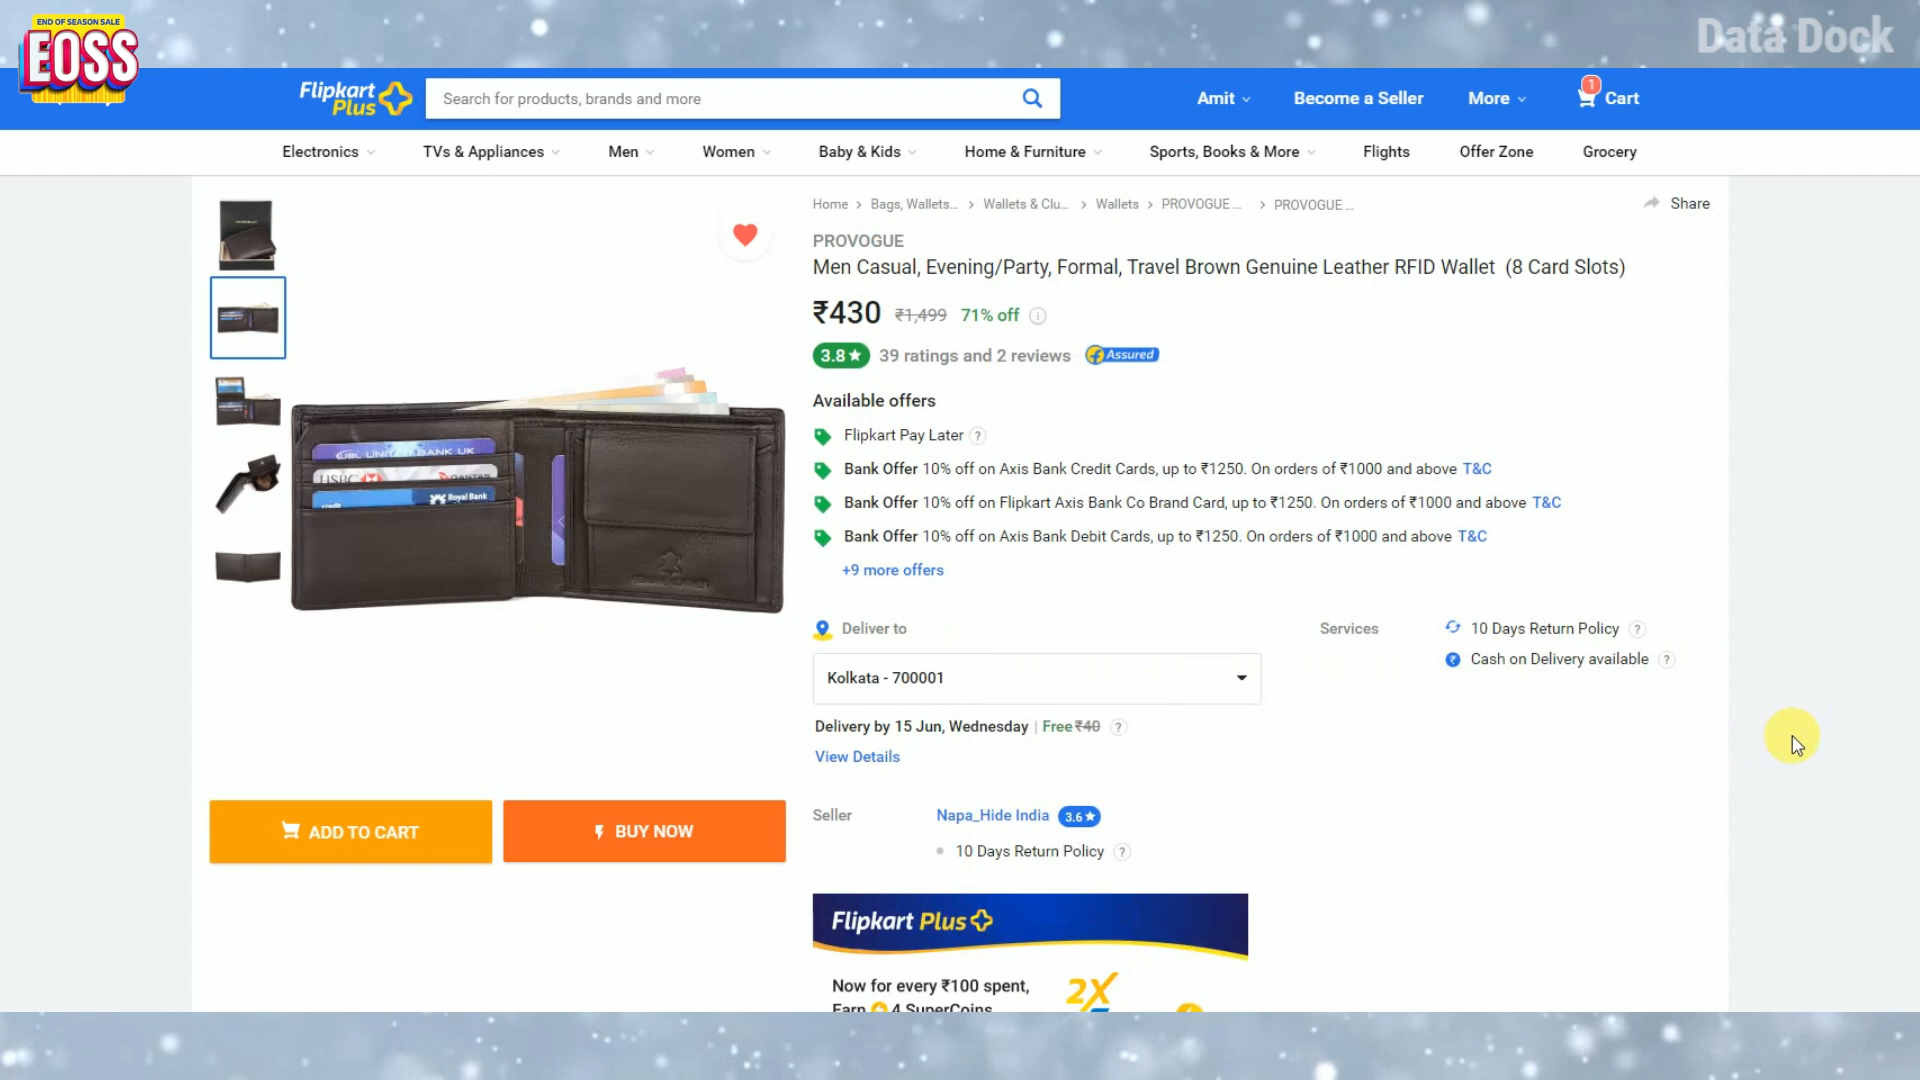 END OF SEASON SALE
EOSS
Data Dock
Flipkart
Plus
Search for products, brands and more
Amit
Become a Seller
More
1
Cart
Electronics
TVs & Appliances
Men
Women
Baby & Kids
Home & Furniture
Sports, Books & More
Flights
Offer Zone
Grocery
Home > Bags, Wallets... > Wallets & Clu... > Wallets > PROVOGUE ... > PROVOGUE ...
Share
PROVOGUE
Men Casual, Evening/Party, Formal, Travel Brown Genuine Leather RFID Wallet (8 Card Slots)
₹430 ₹1,499 71% off
3.8★ 39 ratings and 2 reviews Assured
Available offers
Flipkart Pay Later ?
Bank Offer 10% off on Axis Bank Credit Cards, up to ₹1250. On orders of ₹1000 and above T&C
Bank Offer 10% off on Flipkart Axis Bank Co Brand Card, up to ₹1250. On orders of ₹1000 and above T&C
Bank Offer 10% off on Axis Bank Debit Cards, up to ₹1250. On orders of ₹1000 and above T&C
+9 more offers
UBL UNITED BANK UK
HSBC
Royal Bank
credit
Deliver to
Kolkata - 700001
Services
10 Days Return Policy ?
Cash on Delivery available ?
Delivery by 15 Jun, Wednesday | Free ₹40 ?
View Details
ADD TO CART
BUY NOW
Seller
Napa_Hide India 3.6★
10 Days Return Policy ?
Flipkart Plus
Now for every ₹100 spent,
Earn 4 SuperCoins
2X